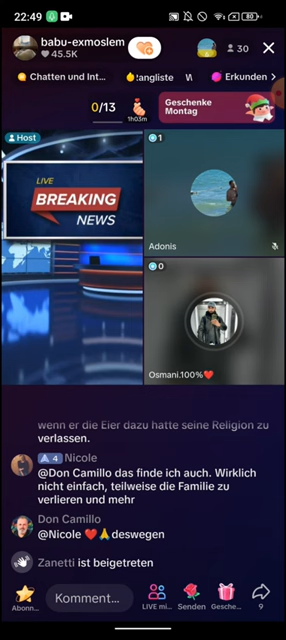 22:49
80
babu-exmoslem
45.5K
30
Chatten und Int...
angliste
Erkunden
0/13
1h03m
Geschenke
Montag
Host
LIVE
BREAKING
NEWS
1
Adonis
0
Osmani.100%❤️
wenn er die Eier dazu hatte seine Religion zu
verlassen.
4 Nicole
@Don Camillo das finde ich auch. Wirklich
nicht einfach, teilweise die Familie zu
verlieren und mehr
Don Camillo
@Nicole ❤️🙏deswegen
Zanetti ist beigetreten
Abonn...
Komment...
LIVE mi...
Senden
Gesche...
9